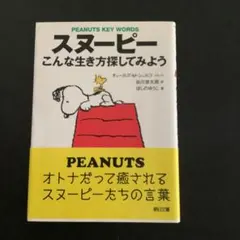 PEANUTS KEY WORDS
スヌーピー
こんな生き方探してみよう
PEANUTS
オトナだって癒される
スヌーピーたちの言葉